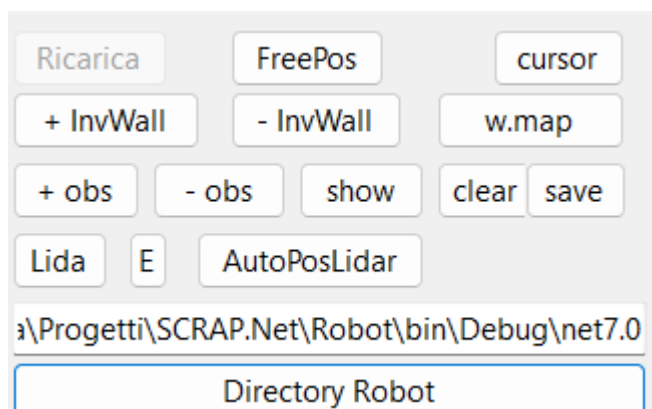 Ricarica FreePos cursor
+ InvWall - InvWall w.map
+ obs - obs show clear save
Lida E AutoPosLidar
a\Progetti\SCRAP.Net\Robot\bin\Debug\net7.0
Directory Robot